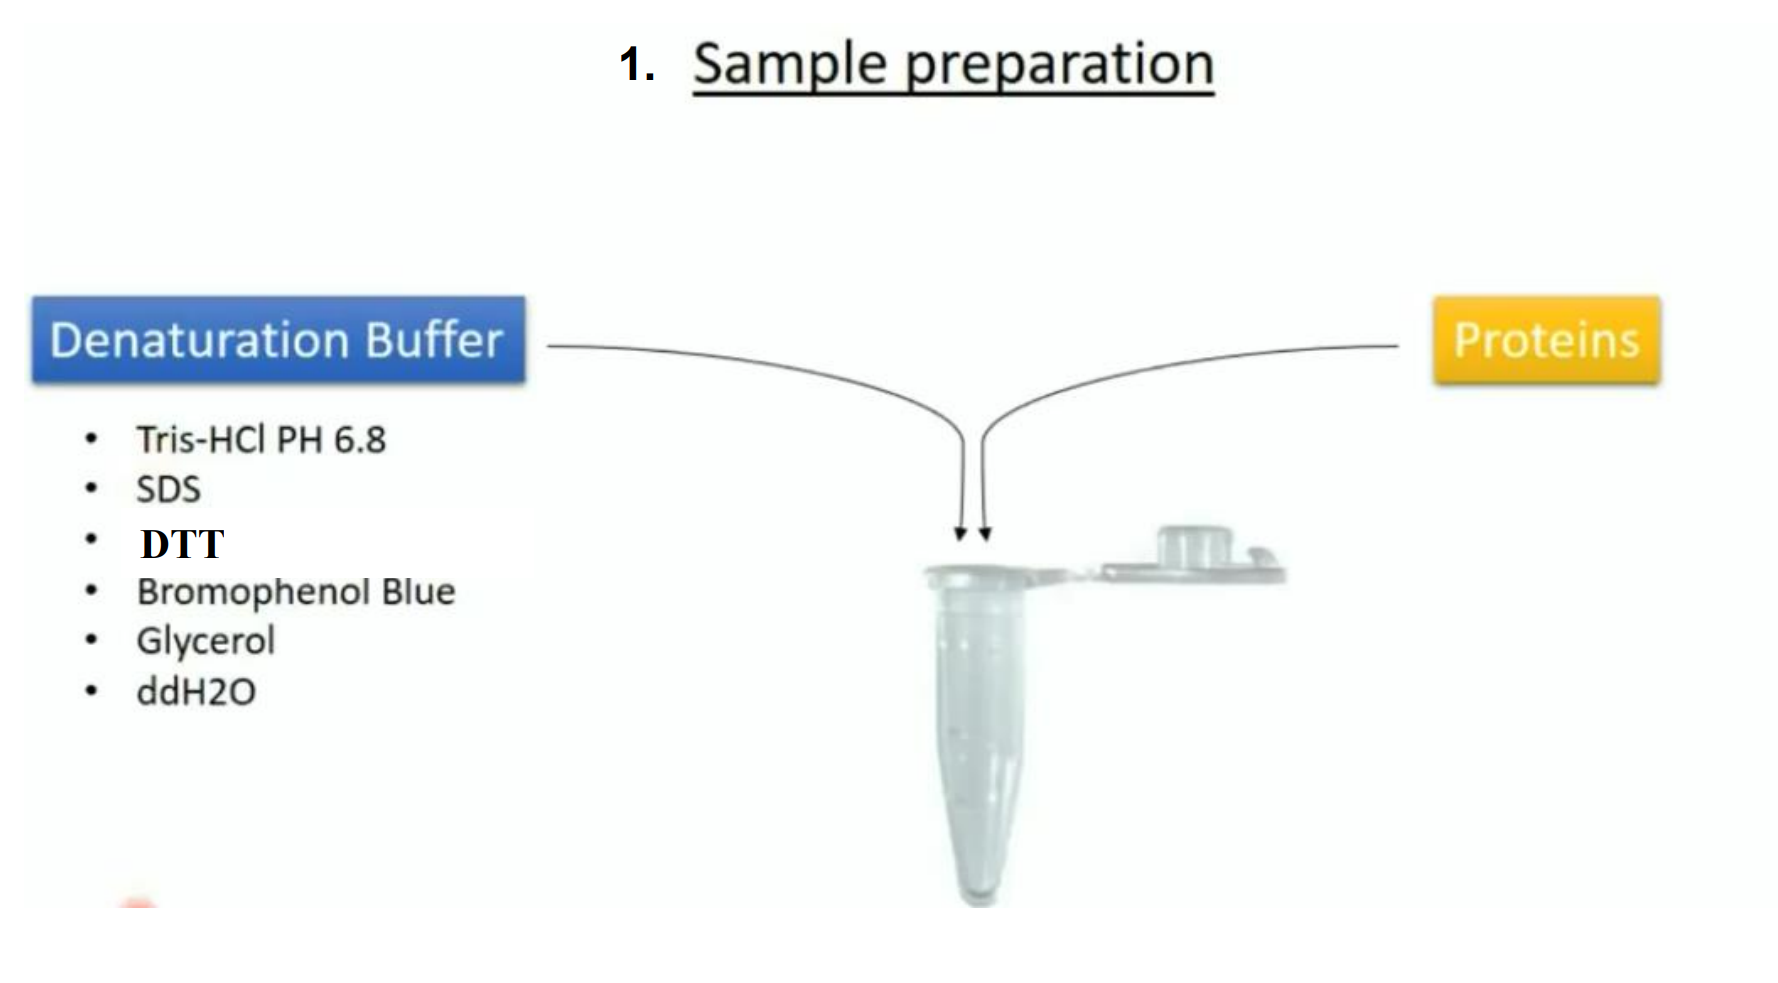 1. Sample preparation
Denaturation Buffer
Proteins
• Tris-HCl PH 6.8
• SDS
• DTT
• Bromophenol Blue
• Glycerol
• ddH2O